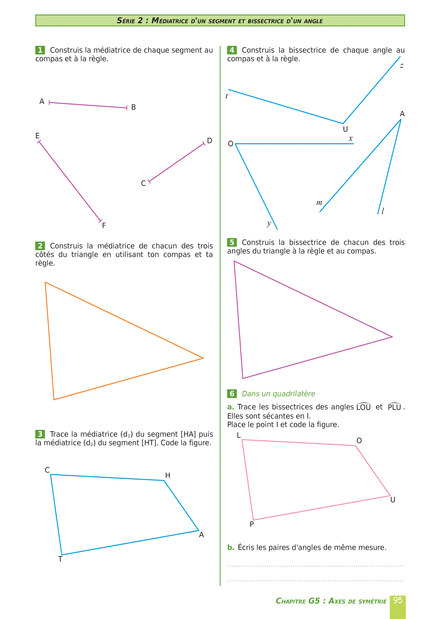 SÉRIE 2 : MÉDIATRICE D'UN SEGMENT ET BISSECTRICE D'UN ANGLE
1 Construis la médiatrice de chaque segment au
compas et à la règle.
A
B
E
D
C
F
2 Construis la médiatrice de chacun des trois
côtés du triangle en utilisant ton compas et ta
règle.
3 Trace la médiatrice (d₁) du segment [HA] puis
la médiatrice (d₂) du segment [HT]. Code la figure.
C
H
A
T
4 Construis la bissectrice de chaque angle au
compas et à la règle.
z
t
A
U
x
O
m
l
y
5 Construis la bissectrice de chacun des trois
angles du triangle à la règle et au compas.
6 Dans un quadrilatère
a. Trace les bissectrices des angles LOU et PLU .
Elles sont sécantes en I.
Place le point I et code la figure.
L
O
U
P
b. Écris les paires d'angles de même mesure.
CHAPITRE G5 : AXES DE SYMÉTRIE 95